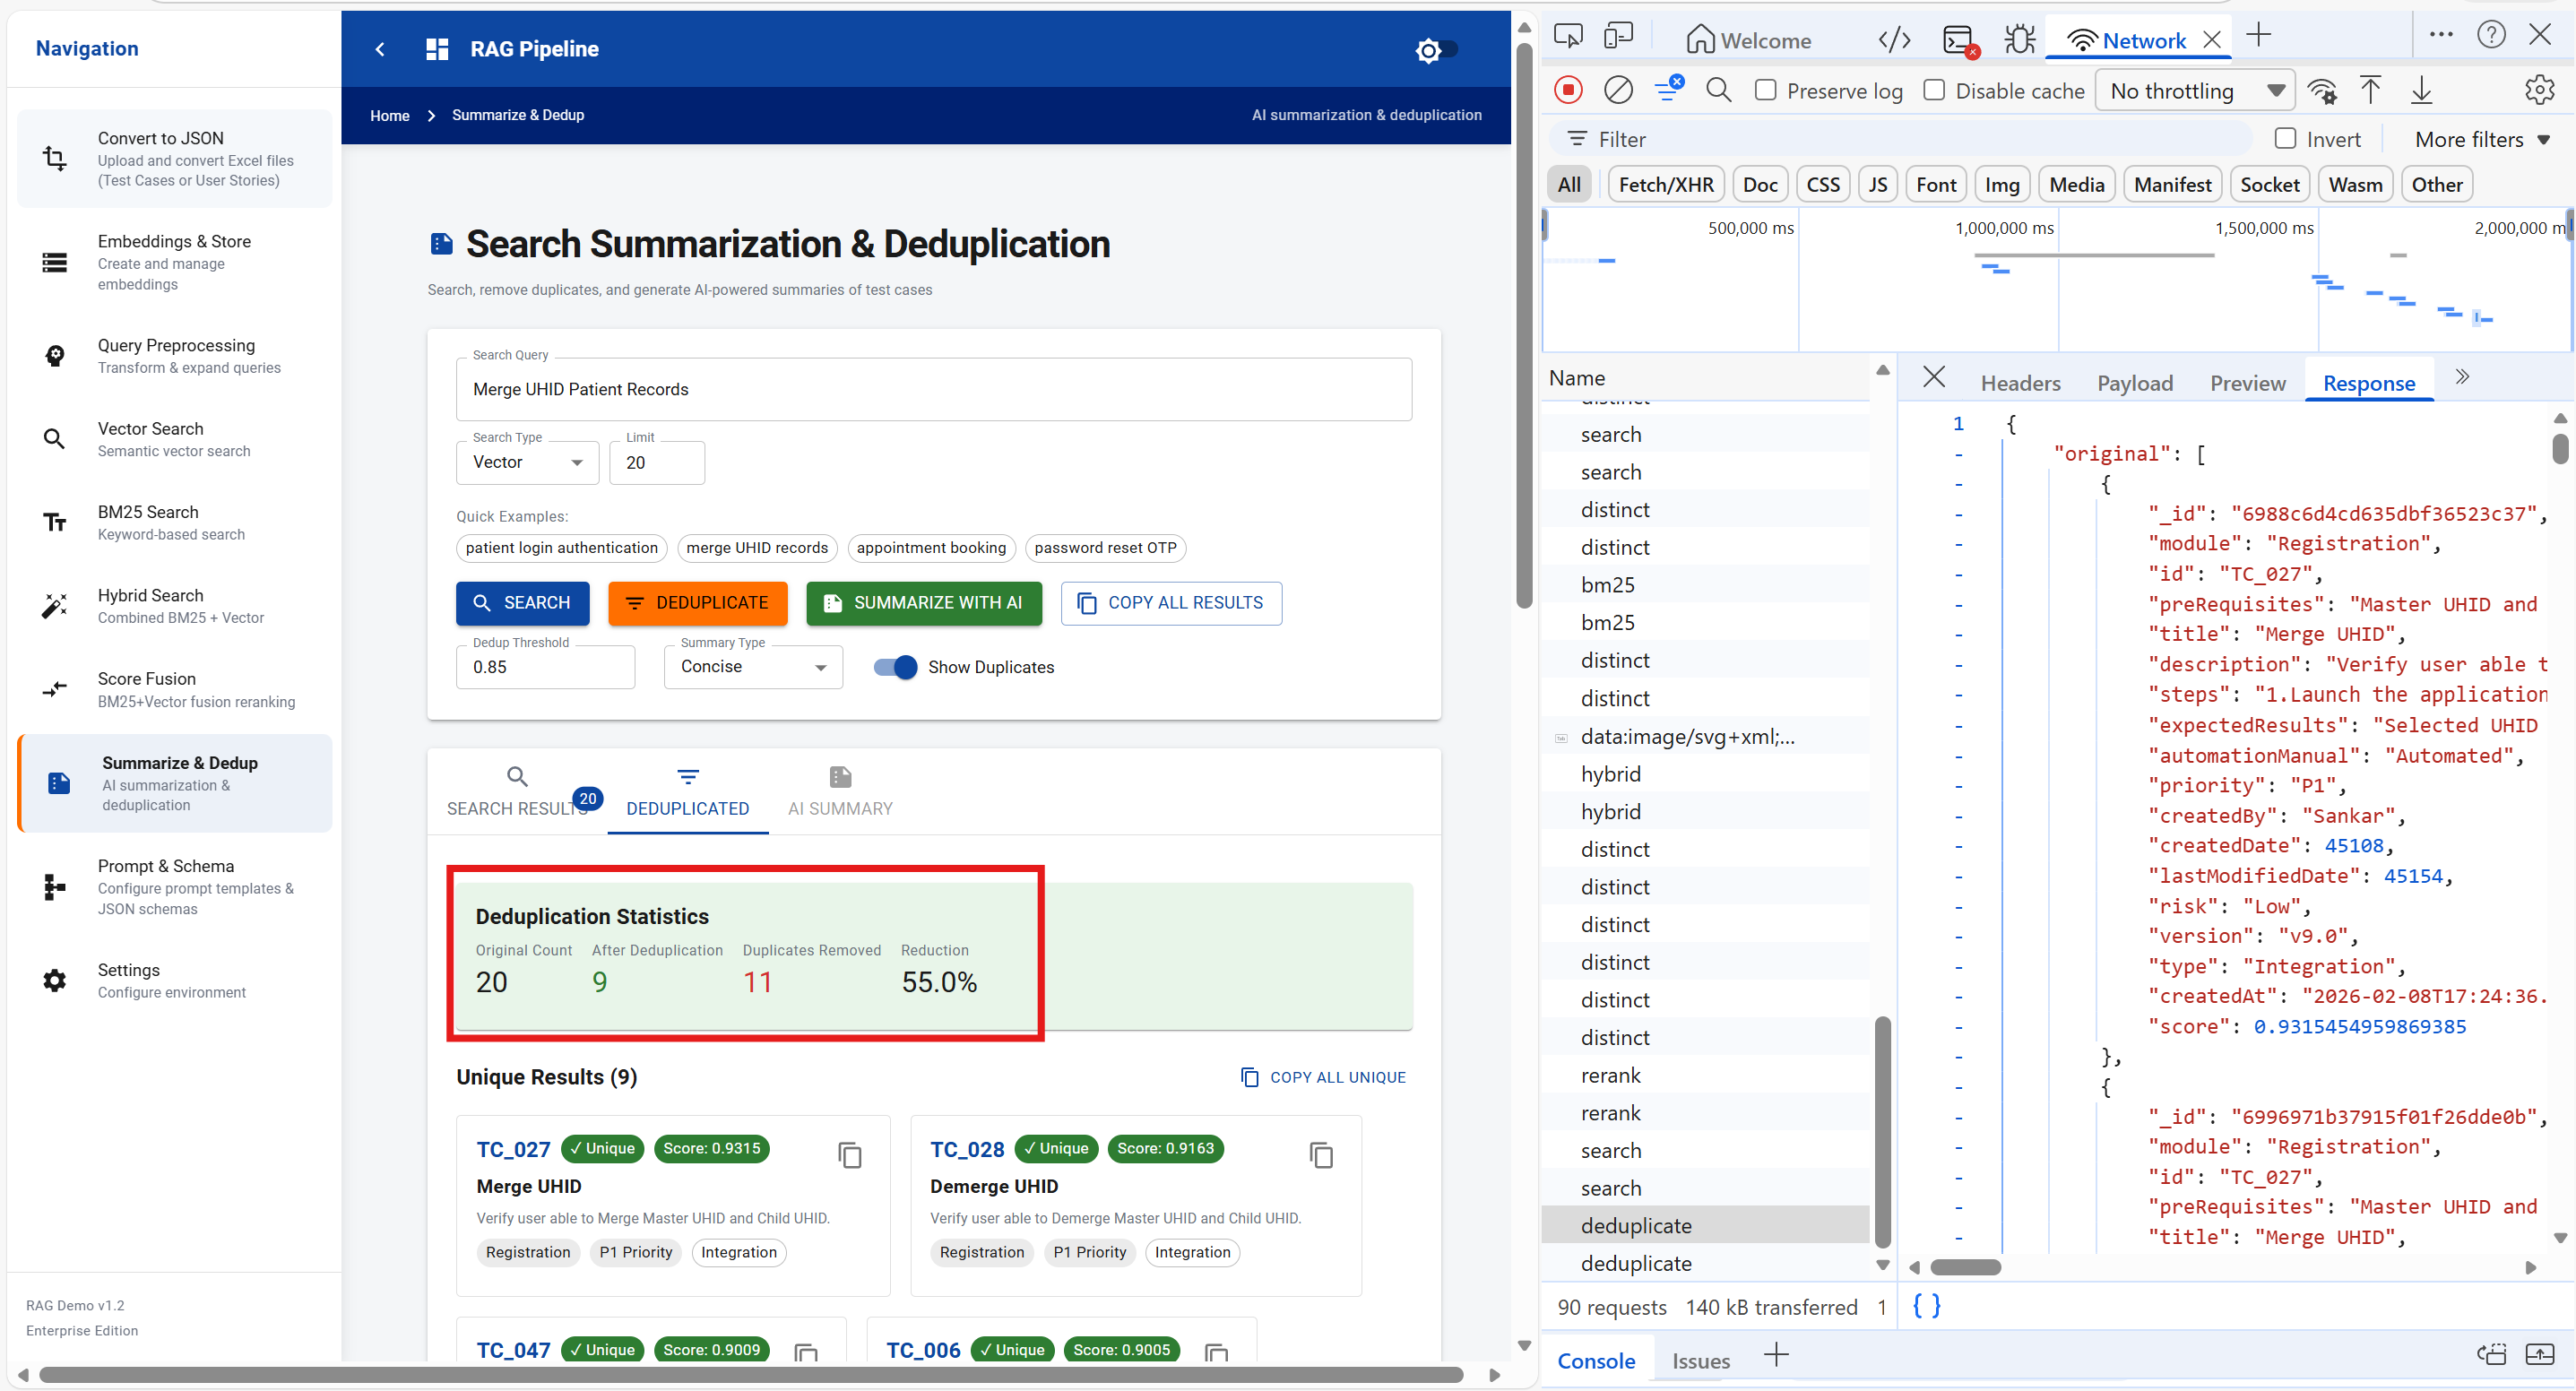 Navigation
Convert to JSON
Upload and convert Excel files
(Test Cases or User Stories)
Embeddings & Store
Create and manage
embeddings
Query Preprocessing
Transform & expand queries
Vector Search
Semantic vector search
BM25 Search
Keyword-based search
Hybrid Search
Combined BM25 + Vector
Score Fusion
BM25+Vector fusion reranking
Summarize & Dedup
AI summarization &
deduplication
Prompt & Schema
Configure prompt templates &
JSON schemas
Settings
Configure environment
RAG Demo v1.2
Enterprise Edition
RAG Pipeline
Home
Summarize & Dedup
AI summarization & deduplication
Search Summarization & Deduplication
Search, remove duplicates, and generate AI-powered summaries of test cases
Search Query
Merge UHID Patient Records
Search Type
Vector
Limit
20
Quick Examples:
patient login authentication
merge UHID records
appointment booking
password reset OTP
SEARCH
DEDUPLICATE
SUMMARIZE WITH AI
COPY ALL RESULTS
Dedup Threshold
0.85
Summary Type
Concise
Show Duplicates
SEARCH RESULTS
20
DEDUPLICATED
AI SUMMARY
Deduplication Statistics
Original Count After Deduplication Duplicates Removed Reduction
20 9 11 55.0%
Unique Results (9)
COPY ALL UNIQUE
TC_027 ✓ Unique Score: 0.9315
Merge UHID
Verify user able to Merge Master UHID and Child UHID.
Registration P1 Priority Integration
TC_028 ✓ Unique Score: 0.9163
Demerge UHID
Verify user able to Demerge Master UHID and Child UHID.
Registration P1 Priority Integration
TC_047 ✓ Unique Score: 0.9009
TC_006 ✓ Unique Score: 0.9005
Welcome
Network
Preserve log
Disable cache
No throttling
Filter
Invert
More filters
All Fetch/XHR Doc CSS JS Font Img Media Manifest Socket Wasm Other
500,000 ms 1,000,000 ms 1,500,000 ms 2,000,000 m
Name
distinct
search
search
distinct
distinct
bm25
bm25
distinct
distinct
data:image/svg+xml;...
hybrid
hybrid
distinct
distinct
distinct
distinct
distinct
distinct
rerank
rerank
search
search
deduplicate
deduplicate
90 requests 140 kB transferred 1
Headers Payload Preview Response
1 {
- "original": [
- {
- "_id": "6988c6d4cd635dbf36523c37",
- "module": "Registration",
- "id": "TC_027",
- "preRequisites": "Master UHID and
- "title": "Merge UHID",
- "description": "Verify user able t
- "steps": "1.Launch the application
- "expectedResults": "Selected UHID
- "automationManual": "Automated",
- "priority": "P1",
- "createdBy": "Sankar",
- "createdDate": 45108,
- "lastModifiedDate": 45154,
- "risk": "Low",
- "version": "v9.0",
- "type": "Integration",
- "createdAt": "2026-02-08T17:24:36.
- "score": 0.9315454959869385
- },
- {
- "_id": "6996971b37915f01f26dde0b",
- "module": "Registration",
- "id": "TC_027",
- "preRequisites": "Master UHID and
- "title": "Merge UHID",
{ }
Console Issues